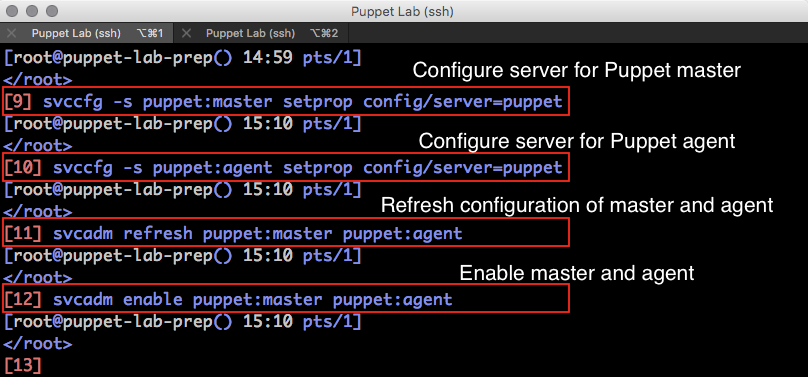 Puppet Lab (ssh)
Puppet Lab (ssh) ⌥⌘1 Puppet Lab (ssh) ⌥⌘2
[root@puppet-lab-prep() 14:59 pts/1]
</root>
Configure server for Puppet master
[9] svccfg -s puppet:master setprop config/server=puppet
[root@puppet-lab-prep() 15:10 pts/1]
</root>
Configure server for Puppet agent
[10] svccfg -s puppet:agent setprop config/server=puppet
[root@puppet-lab-prep() 15:10 pts/1]
</root>
Refresh configuration of master and agent
[11] svcadm refresh puppet:master puppet:agent
[root@puppet-lab-prep() 15:10 pts/1]
</root>
Enable master and agent
[12] svcadm enable puppet:master puppet:agent
[root@puppet-lab-prep() 15:10 pts/1]
</root>
[13]